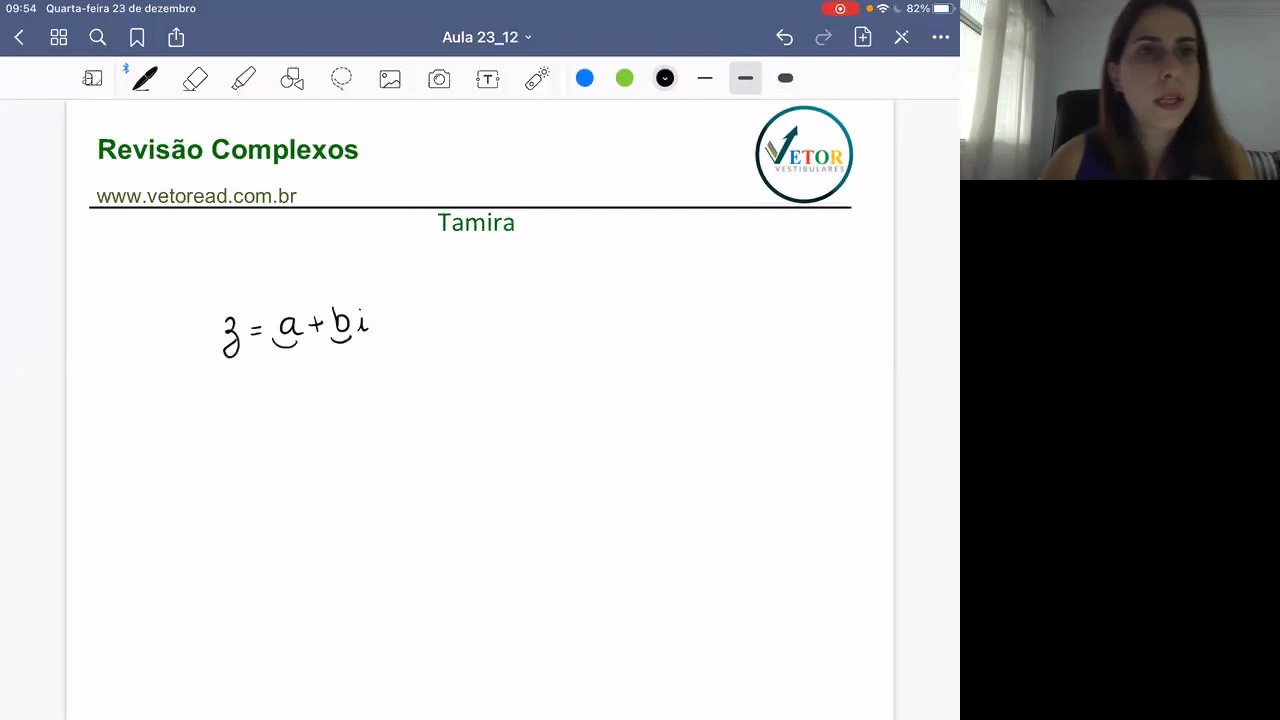 09:54 Quarta-feira 23 de dezembro 82%
Aula 23_12
Revisão Complexos
VETOR
VESTIBULARES
www.vetoread.com.br
Tamira
z = a + bi